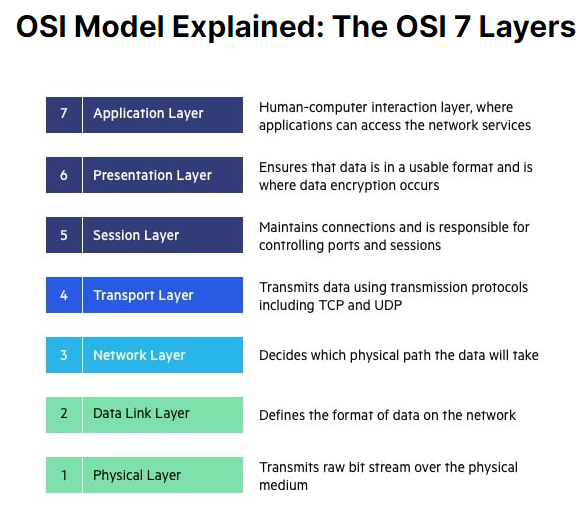 OSI Model Explained: The OSI 7 Layers
7 Application Layer
Human-computer interaction layer, where
applications can access the network services
6 Presentation Layer
Ensures that data is in a usable format and is
where data encryption occurs
5 Session Layer
Maintains connections and is responsible for
controlling ports and sessions
4 Transport Layer
Transmits data using transmission protocols
including TCP and UDP
3 Network Layer
Decides which physical path the data will take
2 Data Link Layer
Defines the format of data on the network
1 Physical Layer
Transmits raw bit stream over the physical
medium